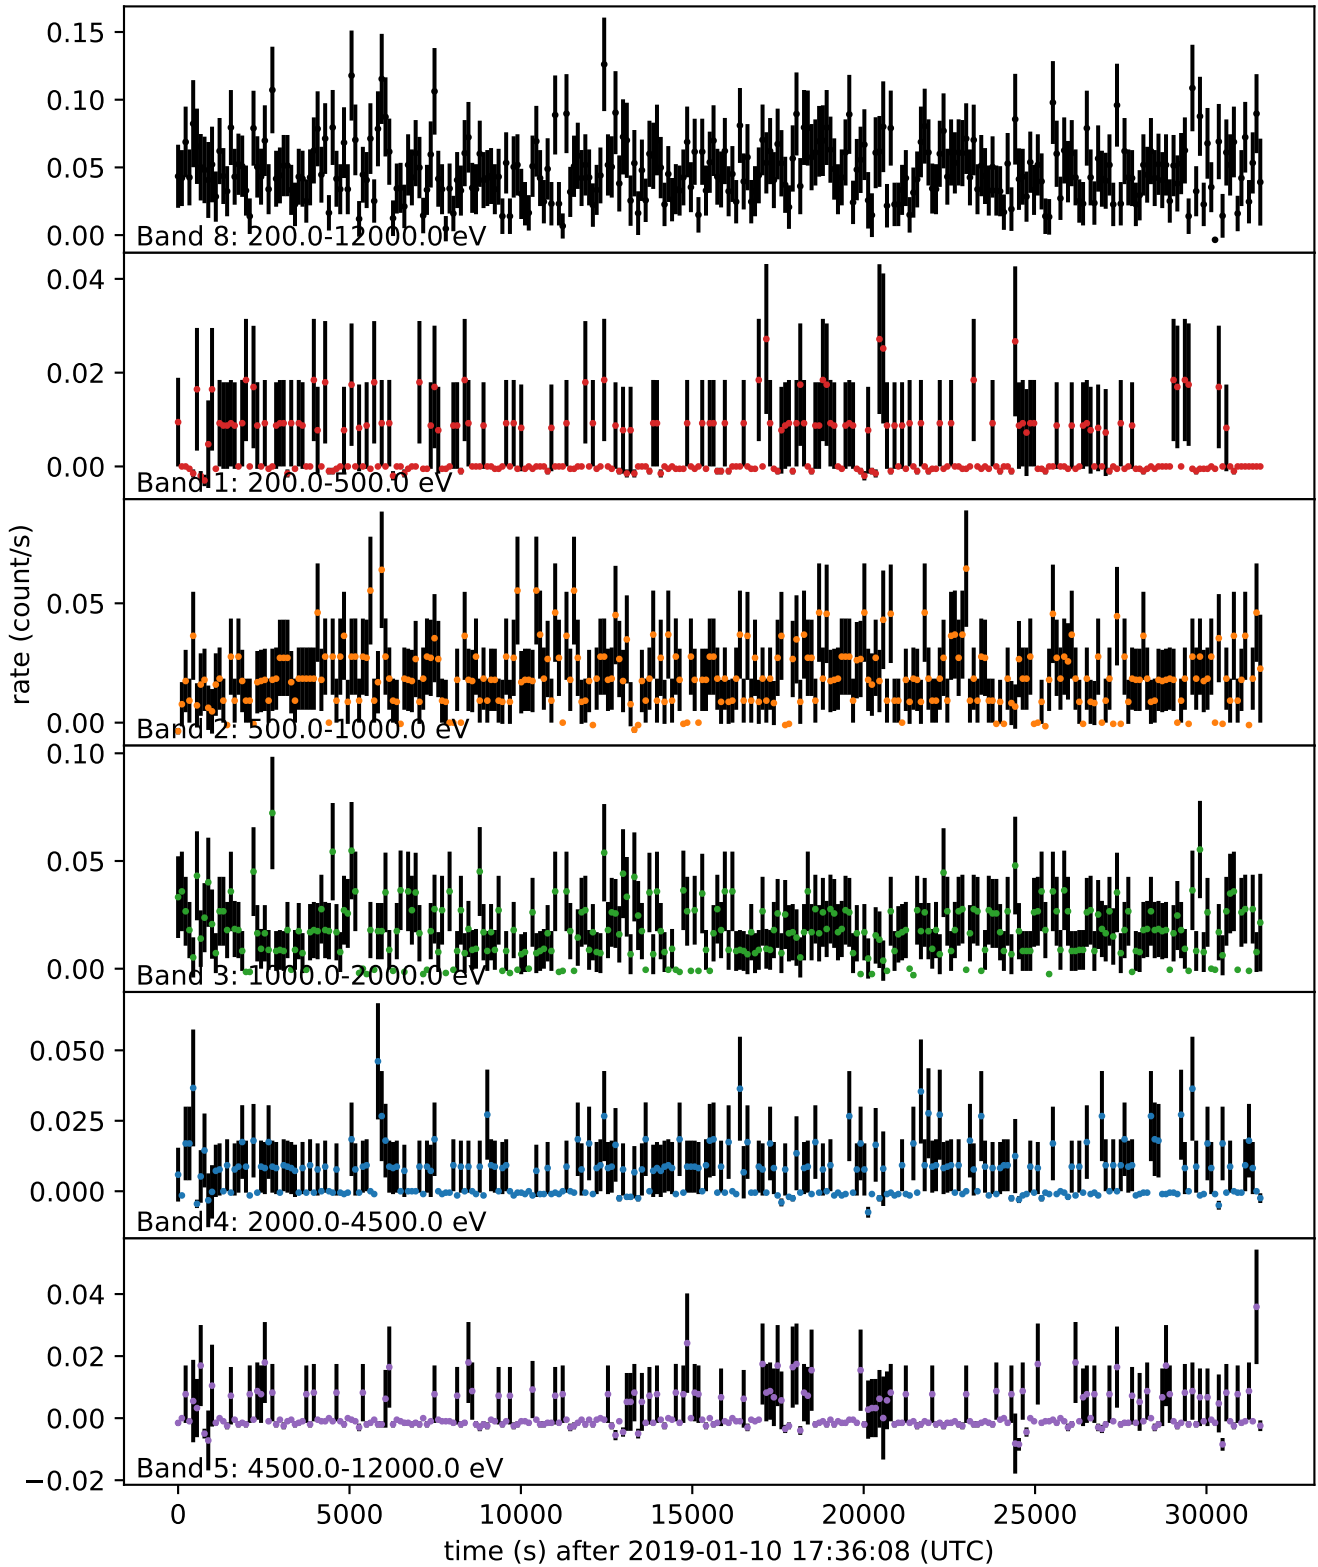 0.15
0.10
0.05
0.00
Band 8: 200.0-12000.0 eV
0.04
0.02
0.00
Band 1: 200.0-500.0 eV
rate (count/s)
0.05
0.00
Band 2: 500.0-1000.0 eV
0.10
0.05
0.00
Band 3: 1000.0-2000.0 eV
0.050
0.025
0.000
Band 4: 2000.0-4500.0 eV
0.04
0.02
0.00
−0.02
Band 5: 4500.0-12000.0 eV
0 5000 10000 15000 20000 25000 30000
time (s) after 2019-01-10 17:36:08 (UTC)